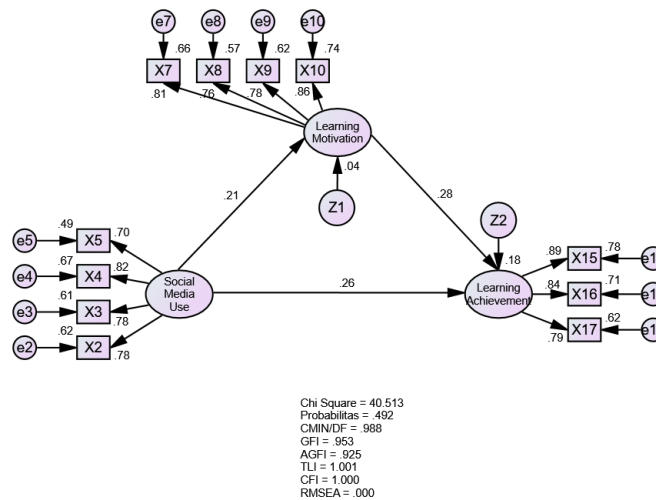 e7
e8
e9
e10
.66
.57
.62
.74
X7
X8
X9
X10
.81
.76
.78
.86
Learning
Motivation
.04
Z1
.21
.28
Z2
.18
e5
.49
X5
.70
e4
.67
X4
.82
e3
.61
X3
.78
e2
.62
X2
.78
Social
Media
Use
.26
Learning
Achievement
.89
X15
.78
e1
.84
X16
.71
e1
.79
X17
.62
e1
Chi Square = 40.513
Probabilitas = .492
CMIN/DF = .988
GFI = .953
AGFI = .925
TLI = 1.001
CFI = 1.000
RMSEA = .000